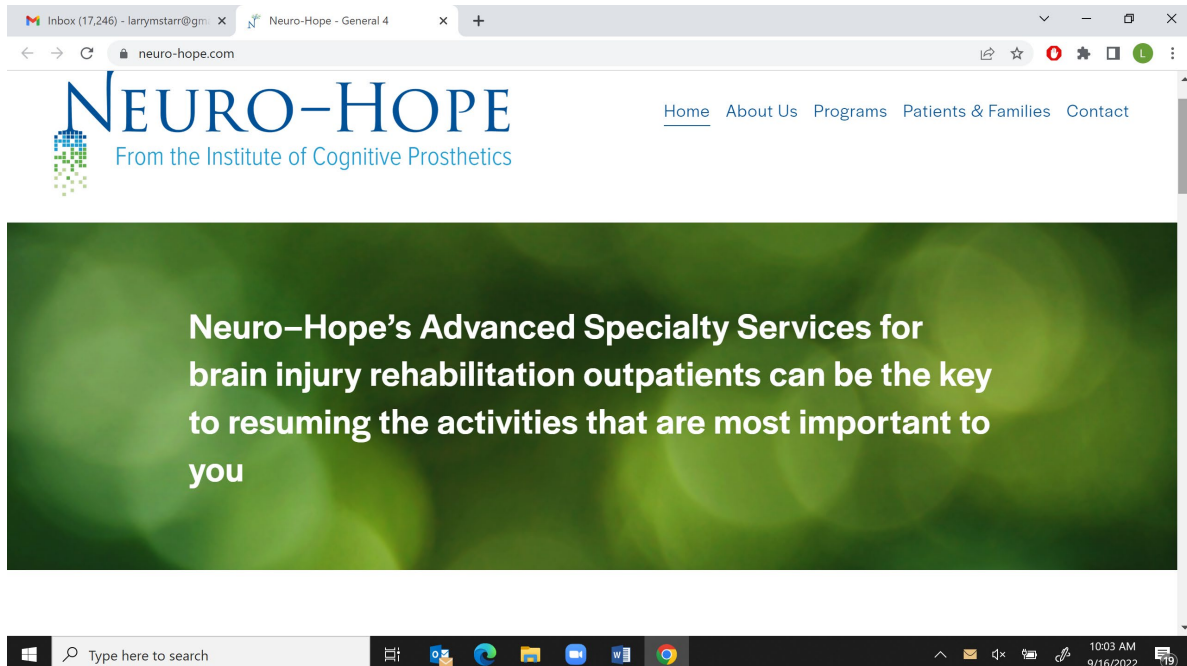 Inbox (17,246) - larrymstarr@gm
Neuro-Hope - General 4
neuro-hope.com
L
NEURO-HOPE
From the Institute of Cognitive Prosthetics
Home About Us Programs Patients & Families Contact
Neuro–Hope’s Advanced Specialty Services for
brain injury rehabilitation outpatients can be the key
to resuming the activities that are most important to
you
Type here to search
10:03 AM
9/16/2022
19